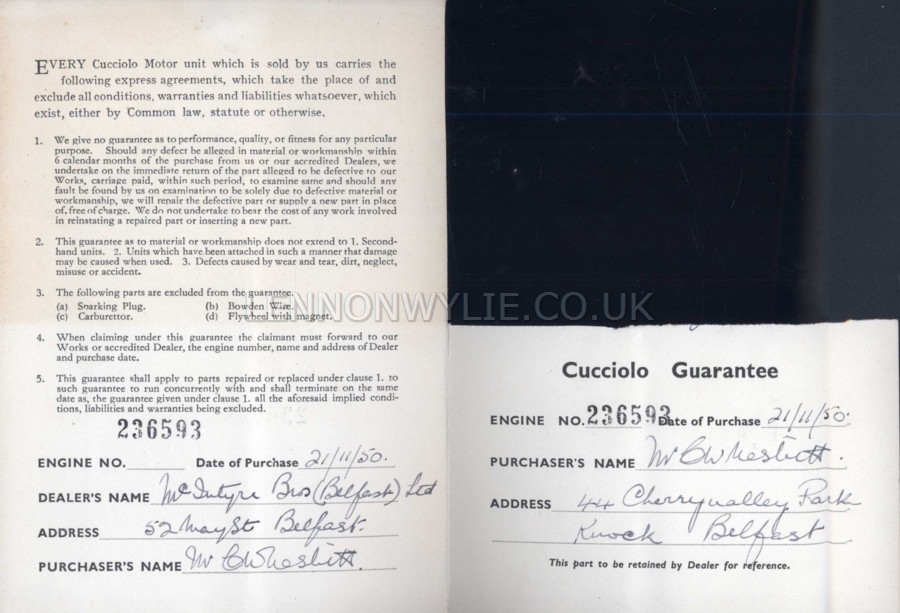 EVERY Cucciolo Motor unit which is sold by us carries the
following express agreements, which take the place of and
exclude all conditions, warranties and liabilities whatsoever, which
exist, either by Common law, statute or otherwise.
1. We give no guarantee as to performance, quality, or fitness for any particular
purpose. Should any defect be alleged in material or workmanship within
6 calendar months of the purchase from us or our accredited Dealers, we
undertake on the immediate return of the part alleged to be defective to our
Works, carriage paid, within such period, to examine same and should any
fault be found by us on examination to be solely due to defective material or
workmanship, we will repair the defective part or supply a new part in place
of, free of charge. We do not undertake to bear the cost of any work involved
in reinstating a repaired part or inserting a new part.
2. This guarantee as to material or workmanship does not extend to 1. Second-
hand units. 2. Units which have been attached in such a manner that damage
may be caused when used. 3. Defects caused by wear and tear, dirt, neglect,
misuse or accident.
3. The following parts are excluded from the guarantee.
(a) Sparking Plug. (b) Bowden Wire.
(c) Carburettor. (d) Flywheel with magnet.
LENNONWYLIE.CO.UK
4. When claiming under this guarantee the claimant must forward to our
Works or accredited Dealer, the engine number, name and address of Dealer
and purchase date.
5. This guarantee shall apply to parts repaired or replaced under clause 1. to
such guarantee to run concurrently with and shall terminate on the same
date as, the guarantee given under clause 1. all the aforesaid implied condi-
tions, liabilities and warranties being excluded.
236593
ENGINE NO. Date of Purchase 21/11/50.
DEALER'S NAME McIntyre Bros (Belfast) Ltd
ADDRESS 52 May St Belfast.
PURCHASER'S NAME Mr C W Nesbitt.
Cucciolo Guarantee
ENGINE NO. 236593 Date of Purchase 21/11/50.
PURCHASER'S NAME Mr C W Nesbitt.
ADDRESS 44 Cherryvalley Park
Knock Belfast
This part to be retained by Dealer for reference.